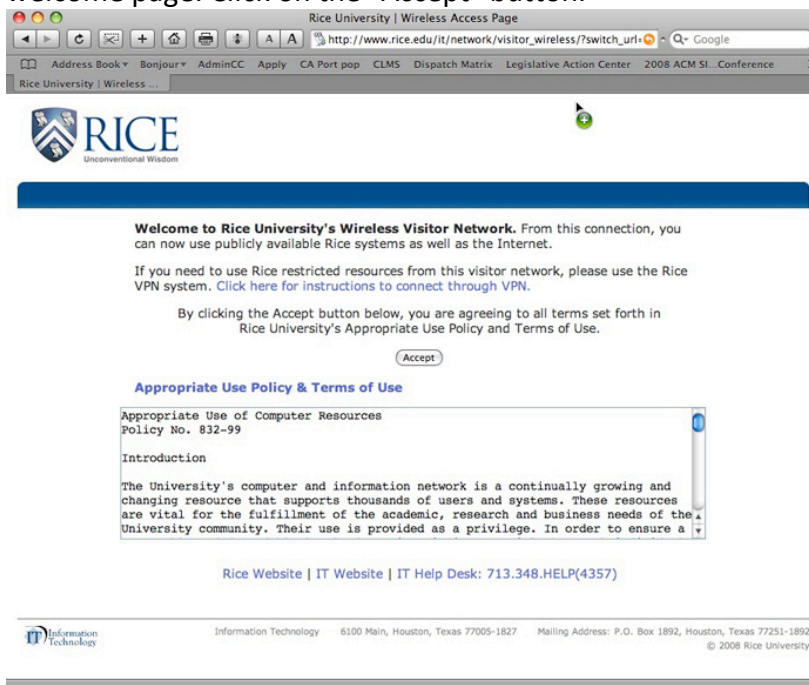 welcome page. Click on the "Accept" button.
Rice University | Wireless Access Page
A A http://www.rice.edu/it/network/visitor_wireless/?switch_url= Google
Address Book Bonjour AdminCC Apply CA Port pop CLMS Dispatch Matrix Legislative Action Center 2008 ACM SI...Conference
Rice University | Wireless ...
RICE
Unconventional Wisdom
Welcome to Rice University's Wireless Visitor Network. From this connection, you
can now use publicly available Rice systems as well as the Internet.
If you need to use Rice restricted resources from this visitor network, please use the Rice
VPN system. Click here for instructions to connect through VPN.
By clicking the Accept button below, you are agreeing to all terms set forth in
Rice University's Appropriate Use Policy and Terms of Use.
Accept
Appropriate Use Policy & Terms of Use
Appropriate Use of Computer Resources
Policy No. 832-99
Introduction
The University's computer and information network is a continually growing and
changing resource that supports thousands of users and systems. These resources
are vital for the fulfillment of the academic, research and business needs of the
University community. Their use is provided as a privilege. In order to ensure a
Rice Website | IT Website | IT Help Desk: 713.348.HELP(4357)
IT Information Technology
Information Technology 6100 Main, Houston, Texas 77005-1827 Mailing Address: P.O. Box 1892, Houston, Texas 77251-1892
© 2008 Rice University